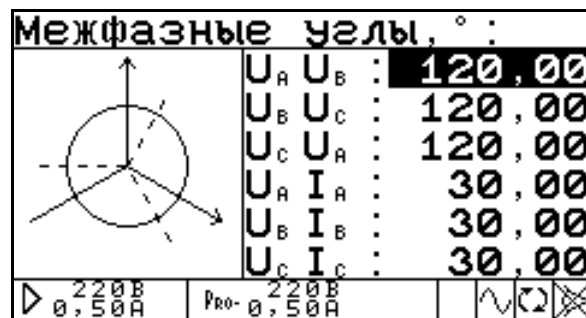 Межфазные углы,°:
UA UB : 120,00
UB UC : 120,00
UC UA : 120,00
UA IA : 30,00
UB IB : 30,00
UC IC : 30,00
220В
0,50А
PRO- 220В
0,50А